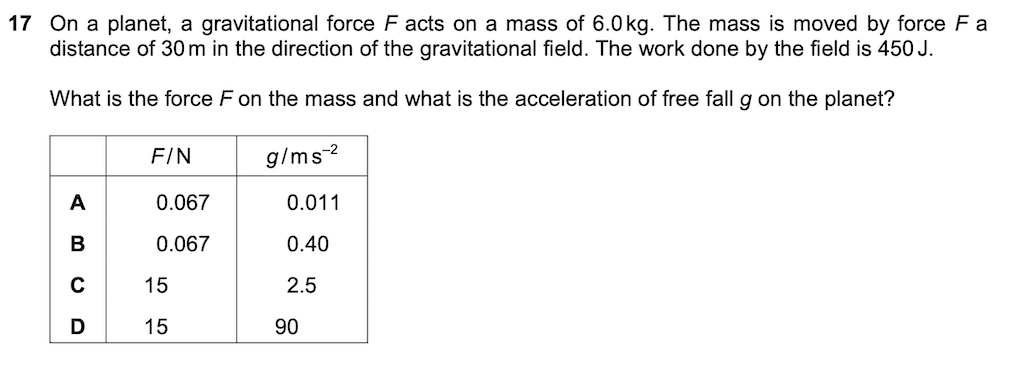 17 On a planet, a gravitational force F acts on a mass of 6.0 kg. The mass is moved by force F a
distance of 30 m in the direction of the gravitational field. The work done by the field is 450 J.
What is the force F on the mass and what is the acceleration of free fall g on the planet?
F/N g/m s⁻²
A 0.067 0.011
B 0.067 0.40
C 15 2.5
D 15 90